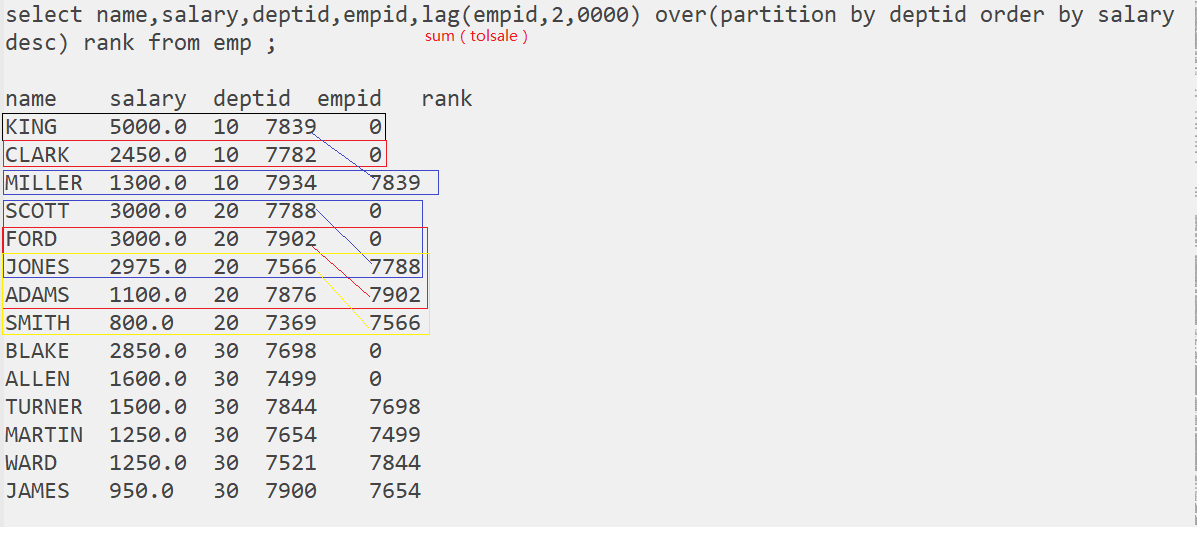 select name,salary,deptid,empid,lag(empid,2,0000) over(partition by deptid order by salary
desc) rank from emp ;
sum ( tolsale )
name salary deptid empid rank
KING 5000.0 10 7839 0
CLARK 2450.0 10 7782 0
MILLER 1300.0 10 7934 7839
SCOTT 3000.0 20 7788 0
FORD 3000.0 20 7902 0
JONES 2975.0 20 7566 7788
ADAMS 1100.0 20 7876 7902
SMITH 800.0 20 7369 7566
BLAKE 2850.0 30 7698 0
ALLEN 1600.0 30 7499 0
TURNER 1500.0 30 7844 7698
MARTIN 1250.0 30 7654 7499
WARD 1250.0 30 7521 7844
JAMES 950.0 30 7900 7654